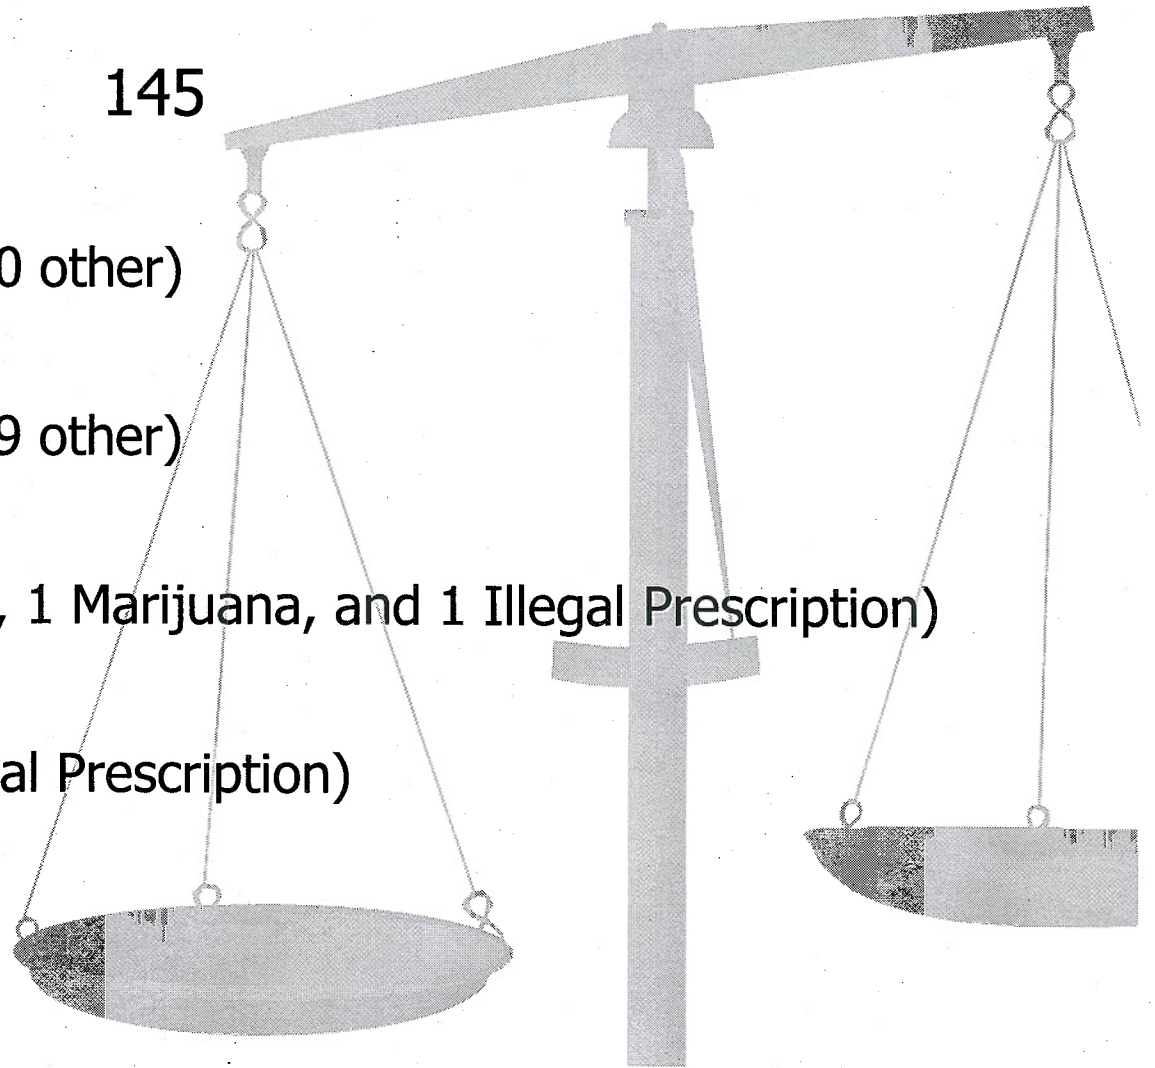 145
0 other)
9 other)
, 1 Marijuana, and 1 Illegal Prescription)
al Prescription)